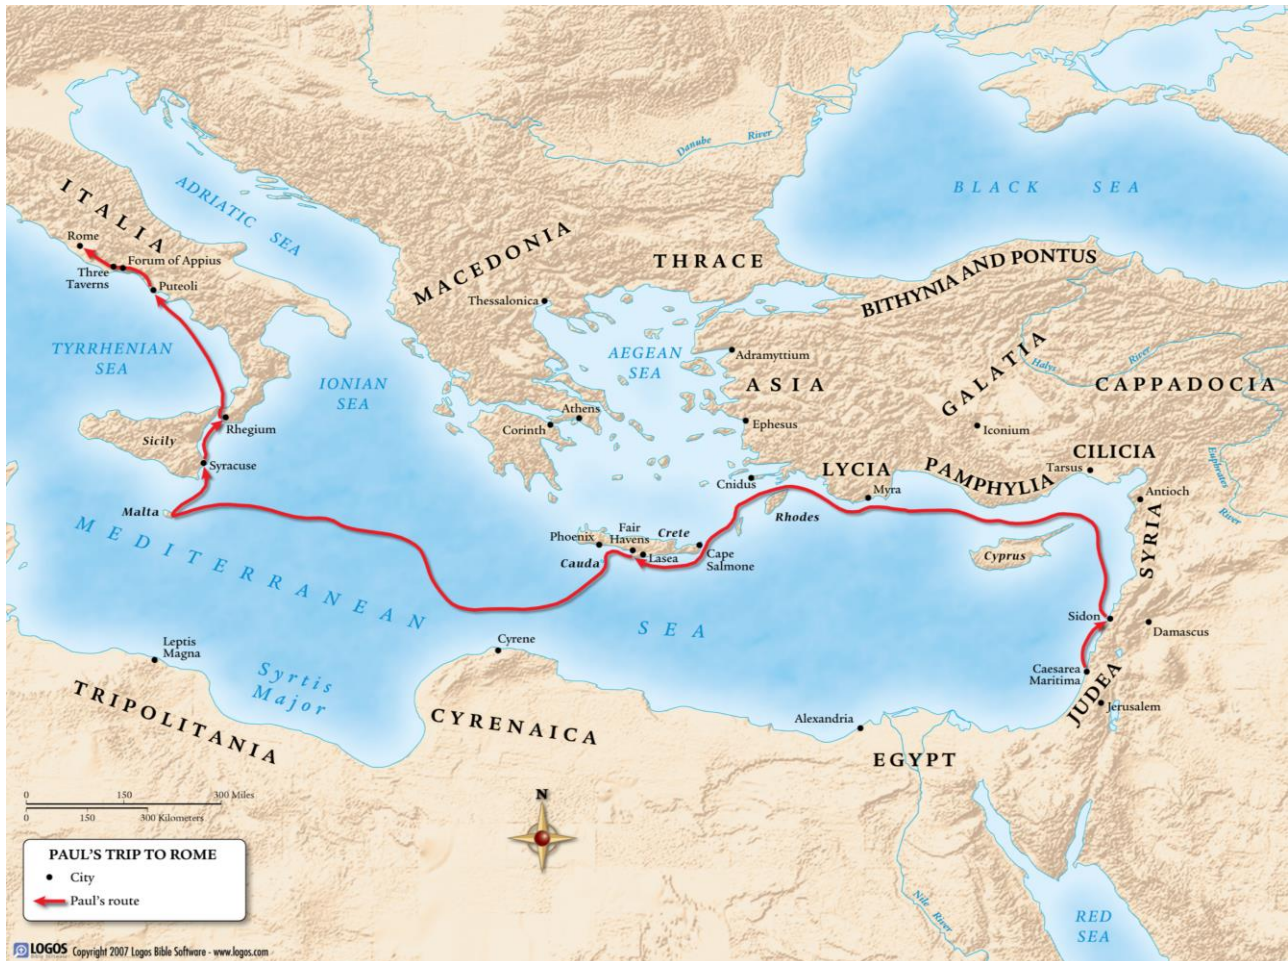 BLACK SEA
Danube River
ADRIATIC SEA
ITALIA
Rome
Forum of Appius
Three
Taverns
Puteoli
MACEDONIA
THRACE
BITHYNIA AND PONTUS
Thessalonica
TYRRHENIAN
SEA
IONIAN
SEA
AEGEAN
SEA
Adramyttium
ASIA
GALATIA
Halys River
CAPPADOCIA
Athens
Corinth
Ephesus
Iconium
Sicily
Rhegium
Syracuse
Cnidus
LYCIA
Myra
PAMPHYLIA
CILICIA
Tarsus
Antioch
Euphrates River
SYRIA
Malta
MEDITERRANEAN SEA
Rhodes
Phoenix
Fair
Havens
Crete
Lasea
Cauda
Cape
Salmone
Cyprus
Sidon
Damascus
Caesarea
Maritima
JUDEA
Jerusalem
Leptis
Magna
Cyrene
Syrtis
Major
TRIPOLITANIA
CYRENAICA
Alexandria
EGYPT
Nile River
RED
SEA
N
0 150 300 Miles
0 150 300 Kilometers
PAUL'S TRIP TO ROME
City
Paul's route
LOGOS Copyright 2007 Logos Bible Software - www.logos.com